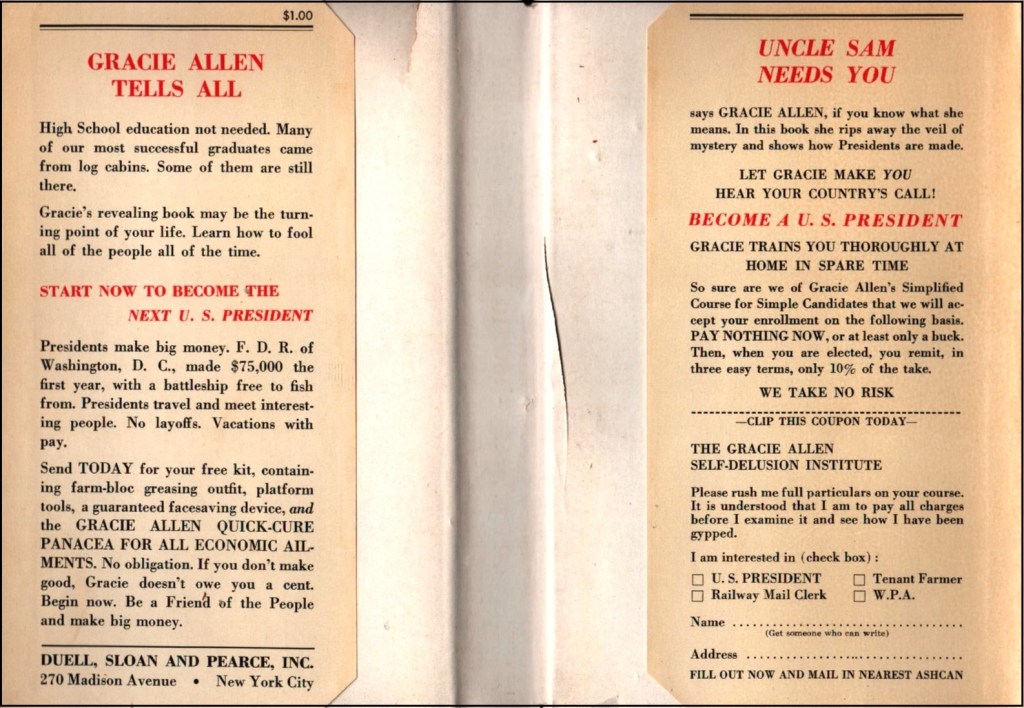 $1.00
GRACIE ALLEN
TELLS ALL
High School education not needed. Many
of our most successful graduates came
from log cabins. Some of them are still
there.
Gracie's revealing book may be the turn-
ing point of your life. Learn how to fool
all of the people all of the time.
START NOW TO BECOME THE
NEXT U. S. PRESIDENT
Presidents make big money. F. D. R. of
Washington, D. C., made $75,000 the
first year, with a battleship free to fish
from. Presidents travel and meet interest-
ing people. No layoffs. Vacations with
pay.
Send TODAY for your free kit, contain-
ing farm-bloc greasing outfit, platform
tools, a guaranteed facesaving device, and
the GRACIE ALLEN QUICK-CURE
PANACEA FOR ALL ECONOMIC AIL-
MENTS. No obligation. If you don't make
good, Gracie doesn't owe you a cent.
Begin now. Be a Friend of the People
and make big money.
DUELL, SLOAN AND PEARCE, INC.
270 Madison Avenue • New York City
UNCLE SAM
NEEDS YOU
says GRACIE ALLEN, if you know what she
means. In this book she rips away the veil of
mystery and shows how Presidents are made.
LET GRACIE MAKE YOU
HEAR YOUR COUNTRY'S CALL!
BECOME A U. S. PRESIDENT
GRACIE TRAINS YOU THOROUGHLY AT
HOME IN SPARE TIME
So sure are we of Gracie Allen's Simplified
Course for Simple Candidates that we will ac-
cept your enrollment on the following basis.
PAY NOTHING NOW, or at least only a buck.
Then, when you are elected, you remit, in
three easy terms, only 10% of the take.
WE TAKE NO RISK
—CLIP THIS COUPON TODAY—
THE GRACIE ALLEN
SELF-DELUSION INSTITUTE
Please rush me full particulars on your course.
It is understood that I am to pay all charges
before I examine it and see how I have been
gypped.
I am interested in (check box) :
☐ U. S. PRESIDENT ☐ Tenant Farmer
☐ Railway Mail Clerk ☐ W.P.A.
Name ..................................
(Get someone who can write)
Address ................................
FILL OUT NOW AND MAIL IN NEAREST ASHCAN